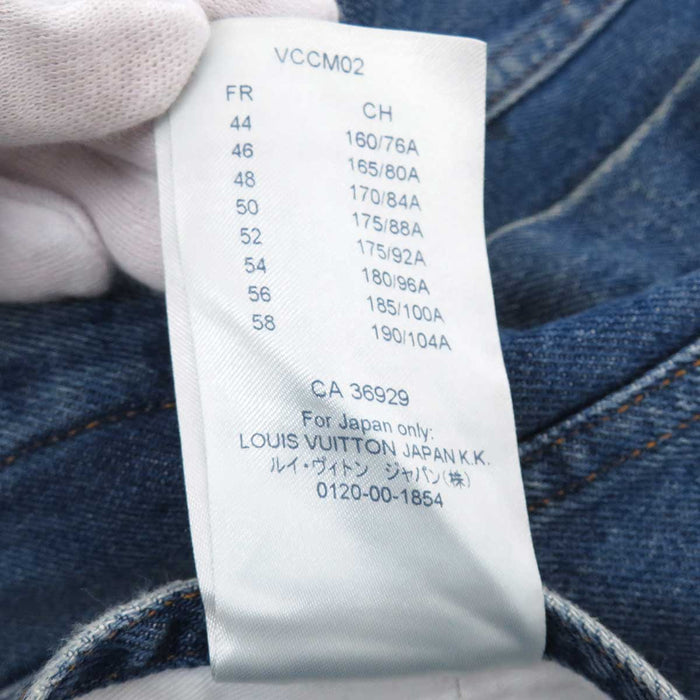 VCCM02
FR CH
44 160/76A
46 165/80A
48 170/84A
50 175/88A
52 175/92A
54 180/96A
56 185/100A
58 190/104A
CA 36929
For Japan only:
LOUIS VUITTON JAPAN K.K.
ルイ・ヴィトン ジャパン(株)
0120-00-1854